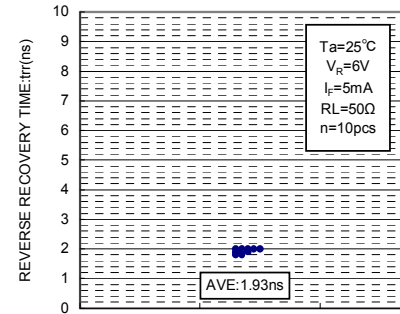 REVERSE RECOVERY TIME:trr(ns)
10
9
8
7
6
5
4
3
2
1
0
Ta=25°C
VR=6V
IF=5mA
RL=50Ω
n=10pcs
AVE:1.93ns